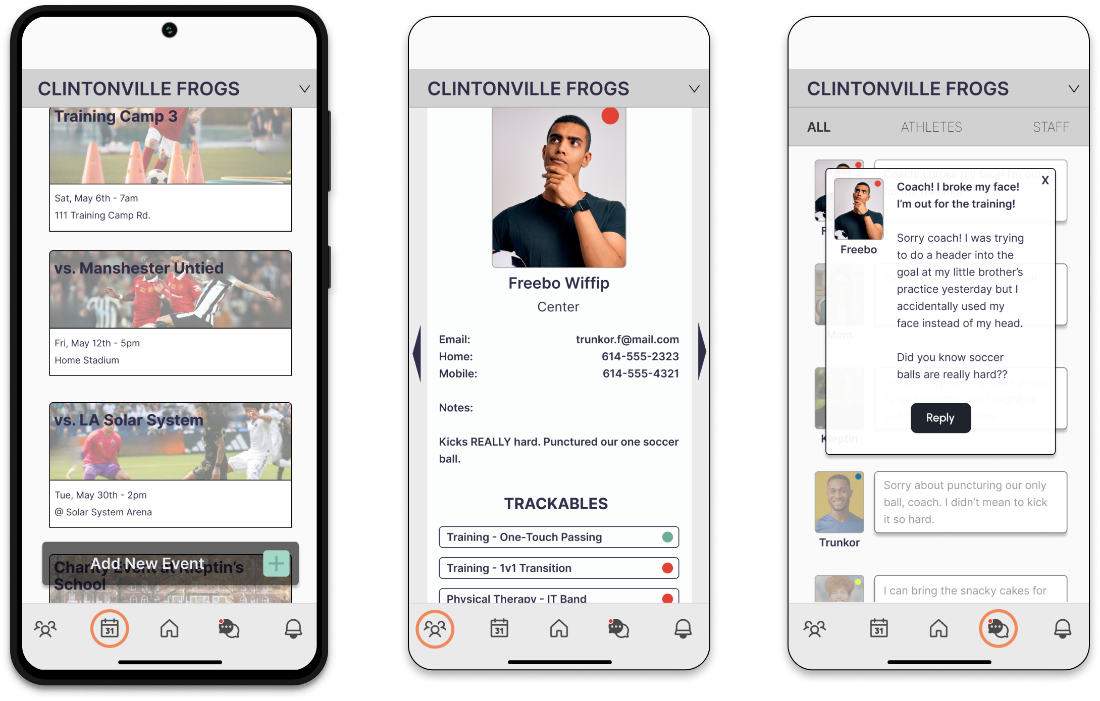 CLINTONVILLE FROGS
Training Camp 3
Sat, May 6th - 7am
111 Training Camp Rd.
vs. Manshester Untied
Fri, May 12th - 5pm
Home Stadium
vs. LA Solar System
Tue, May 30th - 2pm
@ Solar System Arena
Charity Event at Kleptin's
School
Add New Event
31
CLINTONVILLE FROGS
Freebo Wiffip
Center
Email: trunkor.f@mail.com
Home: 614-555-2323
Mobile: 614-555-4321
Notes:
Kicks REALLY hard. Punctured our one soccer
ball.
TRACKABLES
Training - One-Touch Passing
Training - 1v1 Transition
Physical Therapy - IT Band
31
CLINTONVILLE FROGS
ALL ATHLETES STAFF
X
Coach! I broke my face!
I'm out for the training!
Freebo
Sorry coach! I was trying
to do a header into the
goal at my little brother's
practice yesterday but I
accidentally used my
face instead of my head.
Did you know soccer
balls are really hard??
Reply
Mom
Kleptin
Sorry about puncturing our only
ball, coach. I didn't mean to kick
it so hard.
Trunkor
I can bring the snacky cakes for
31